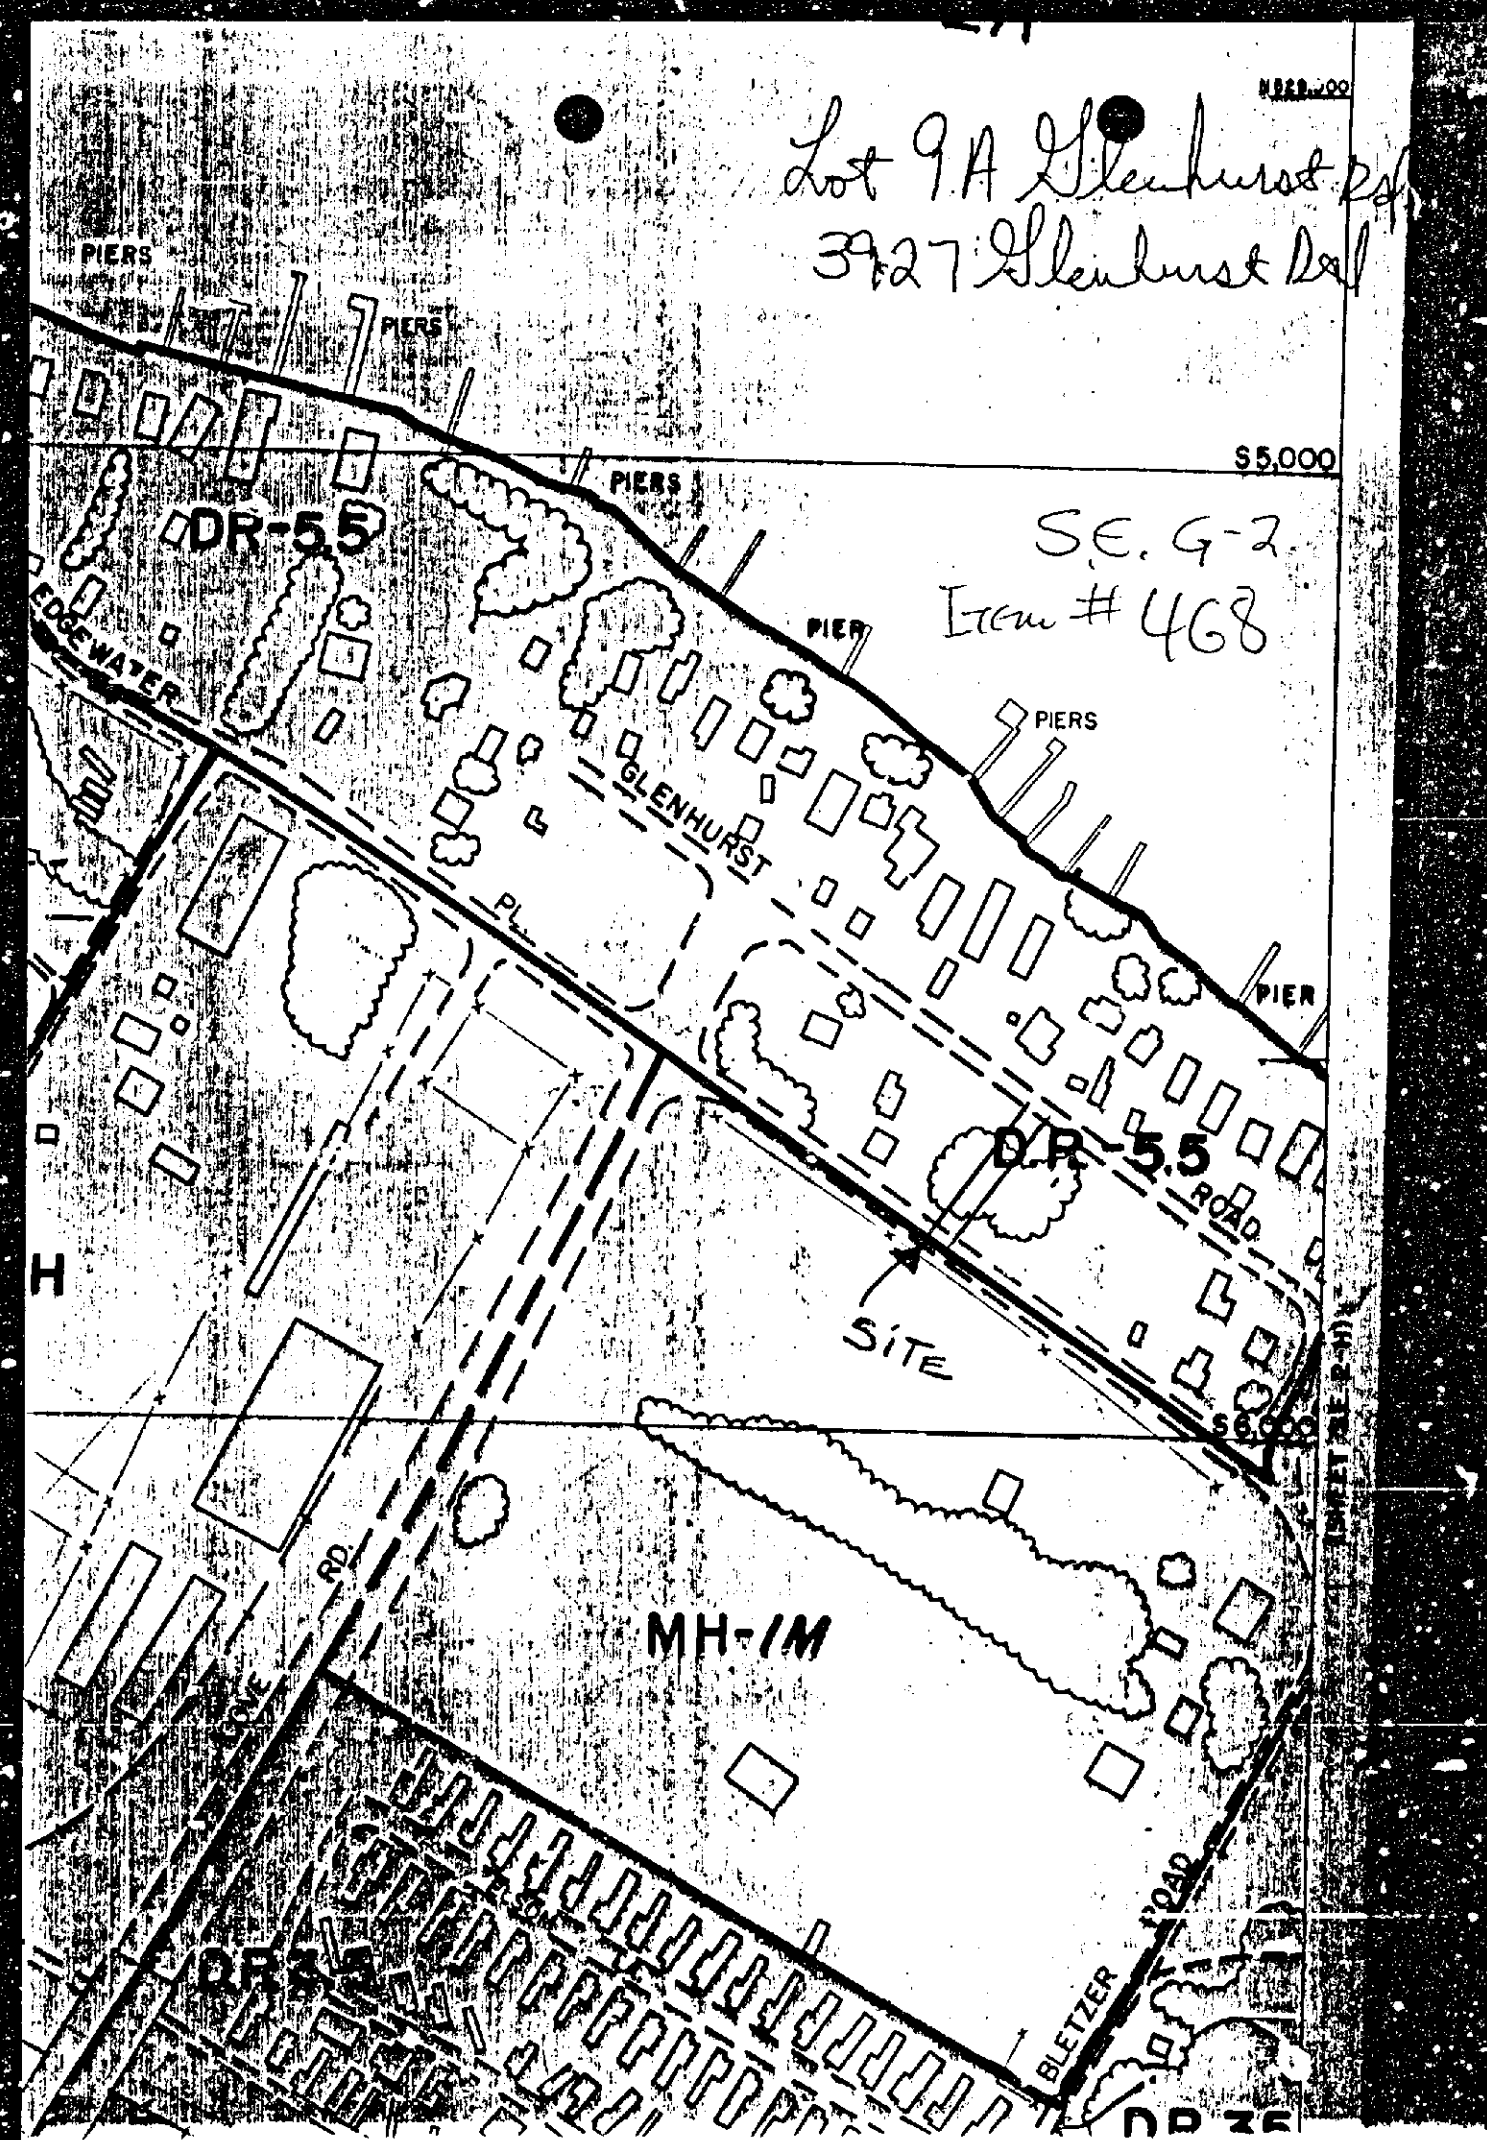 Lot 9A Glenhurst Rd.
3927 Glenhurst Rd
PIERS
PIERS
S 5,000
PIERS
DR-5.5
S.E. G-2
Item # 468
EDGEWATER
PIER
PIERS
GLENHURST
PL.
PIER
D.R.-5.5
ROAD
H
SITE
S 6,000
RD.
MH-IM
COVE
ROAD
BLETZER